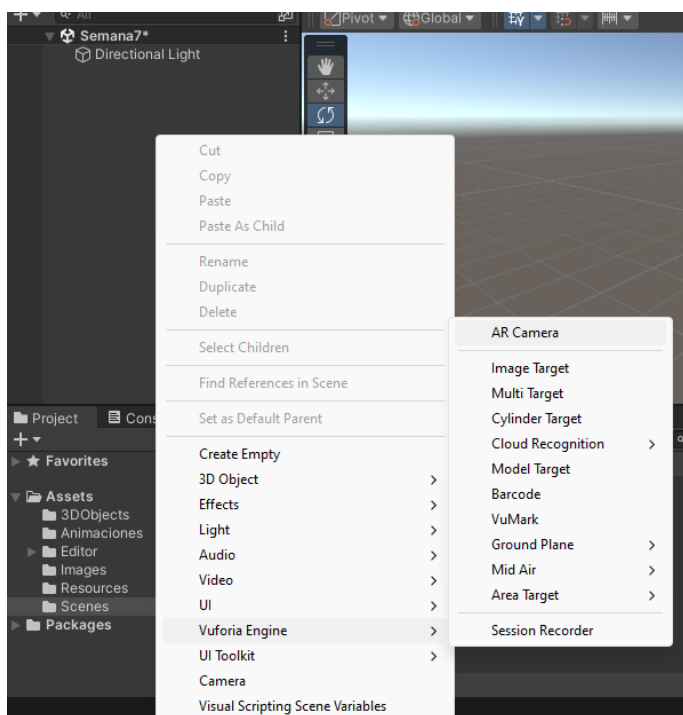 All
Pivot
Global
Semana7*
Directional Light
Cut
Copy
Paste
Paste As Child
Rename
Duplicate
Delete
Select Children
Find References in Scene
Set as Default Parent
Create Empty
3D Object
Effects
Light
Audio
Video
UI
Vuforia Engine
UI Toolkit
Camera
Visual Scripting Scene Variables
AR Camera
Image Target
Multi Target
Cylinder Target
Cloud Recognition
Model Target
Barcode
VuMark
Ground Plane
Mid Air
Area Target
Session Recorder
Project
Cons
Favorites
Assets
3DObjects
Animaciones
Editor
Images
Resources
Scenes
Packages